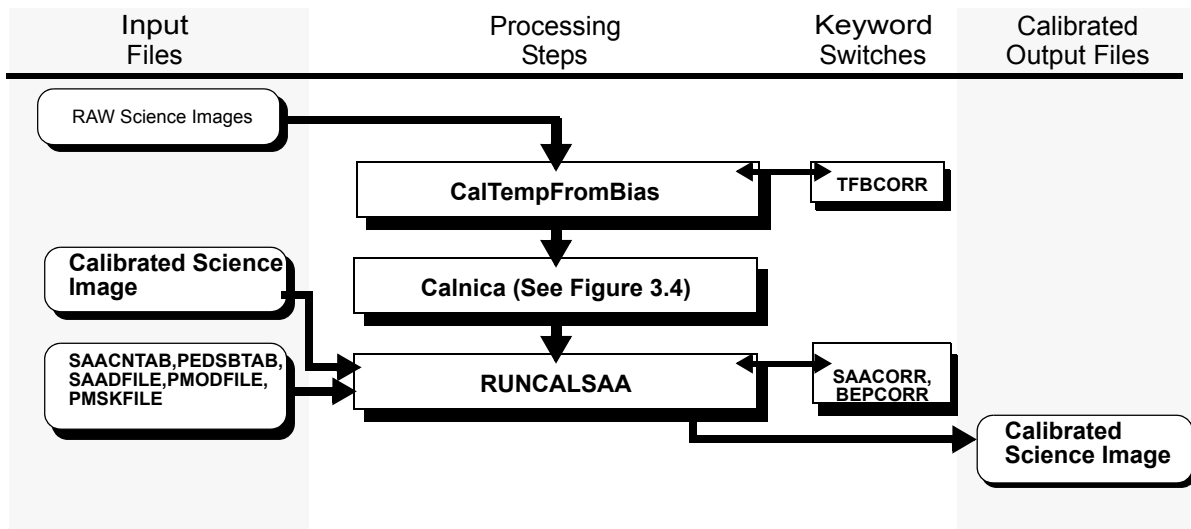 Input
Files
Processing
Steps
Keyword
Switches
Calibrated
Output Files
RAW Science Images
CalTempFromBias
TFBCORR
Calibrated Science
Image
Calnica (See Figure 3.4)
SAACNTAB,PEDSBTAB,
SAADFILE,PMODFILE,
PMSKFILE
RUNCALSAA
SAACORR,
BEPCORR
Calibrated
Science Image